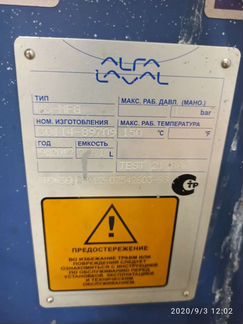 ALFA
LAVAL
ТИП
МАКС. РАБ. ДАВЛ. (МАНО.)
bar
НОМ. ИЗГОТОВЛЕНИЯ
МАКС. РАБ. ТЕМПЕРАТУРА
150 °C °F
ГОД ЕМКОСТЬ
L
TEST
ПРЕДОСТЕРЕЖЕНИЕ
ВО ИЗБЕЖАНИЕ ТРАВМ ИЛИ
ПОВРЕЖДЕНИЙ СЛЕДУЕТ
ОЗНАКОМИТЬСЯ С ИНСТРУКЦИЕЙ
ПО ОБСЛУЖИВАНИЮ ПЕРЕД
УСТАНОВКОЙ, ЭКСПЛУАТАЦИЕЙ
И ТЕХНИЧЕСКИМ
ОБСЛУЖИВАНИЕМ
2020/9/3 12:02